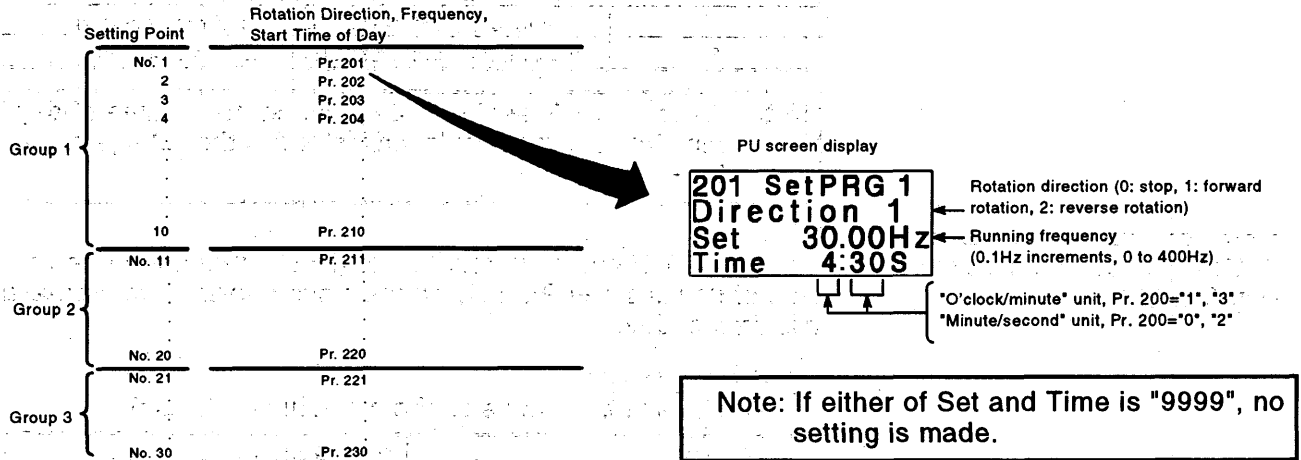 Setting Point
Rotation Direction, Frequency,
Start Time of Day
Group 1
No. 1 Pr. 201
2 Pr. 202
3 Pr. 203
4 Pr. 204
10 Pr. 210
Group 2
No. 11 Pr. 211
No. 20 Pr. 220
Group 3
No. 21 Pr. 221
No. 30 Pr. 230
PU screen display
201 SetPRG 1
Direction 1
Set 30.00Hz
Time 4:30S
Rotation direction (0: stop, 1: forward
rotation, 2: reverse rotation)
Running frequency
(0.1Hz increments, 0 to 400Hz)
"O'clock/minute" unit, Pr. 200="1", "3"
"Minute/second" unit, Pr. 200="0", "2"
Note: If either of Set and Time is "9999", no
setting is made.